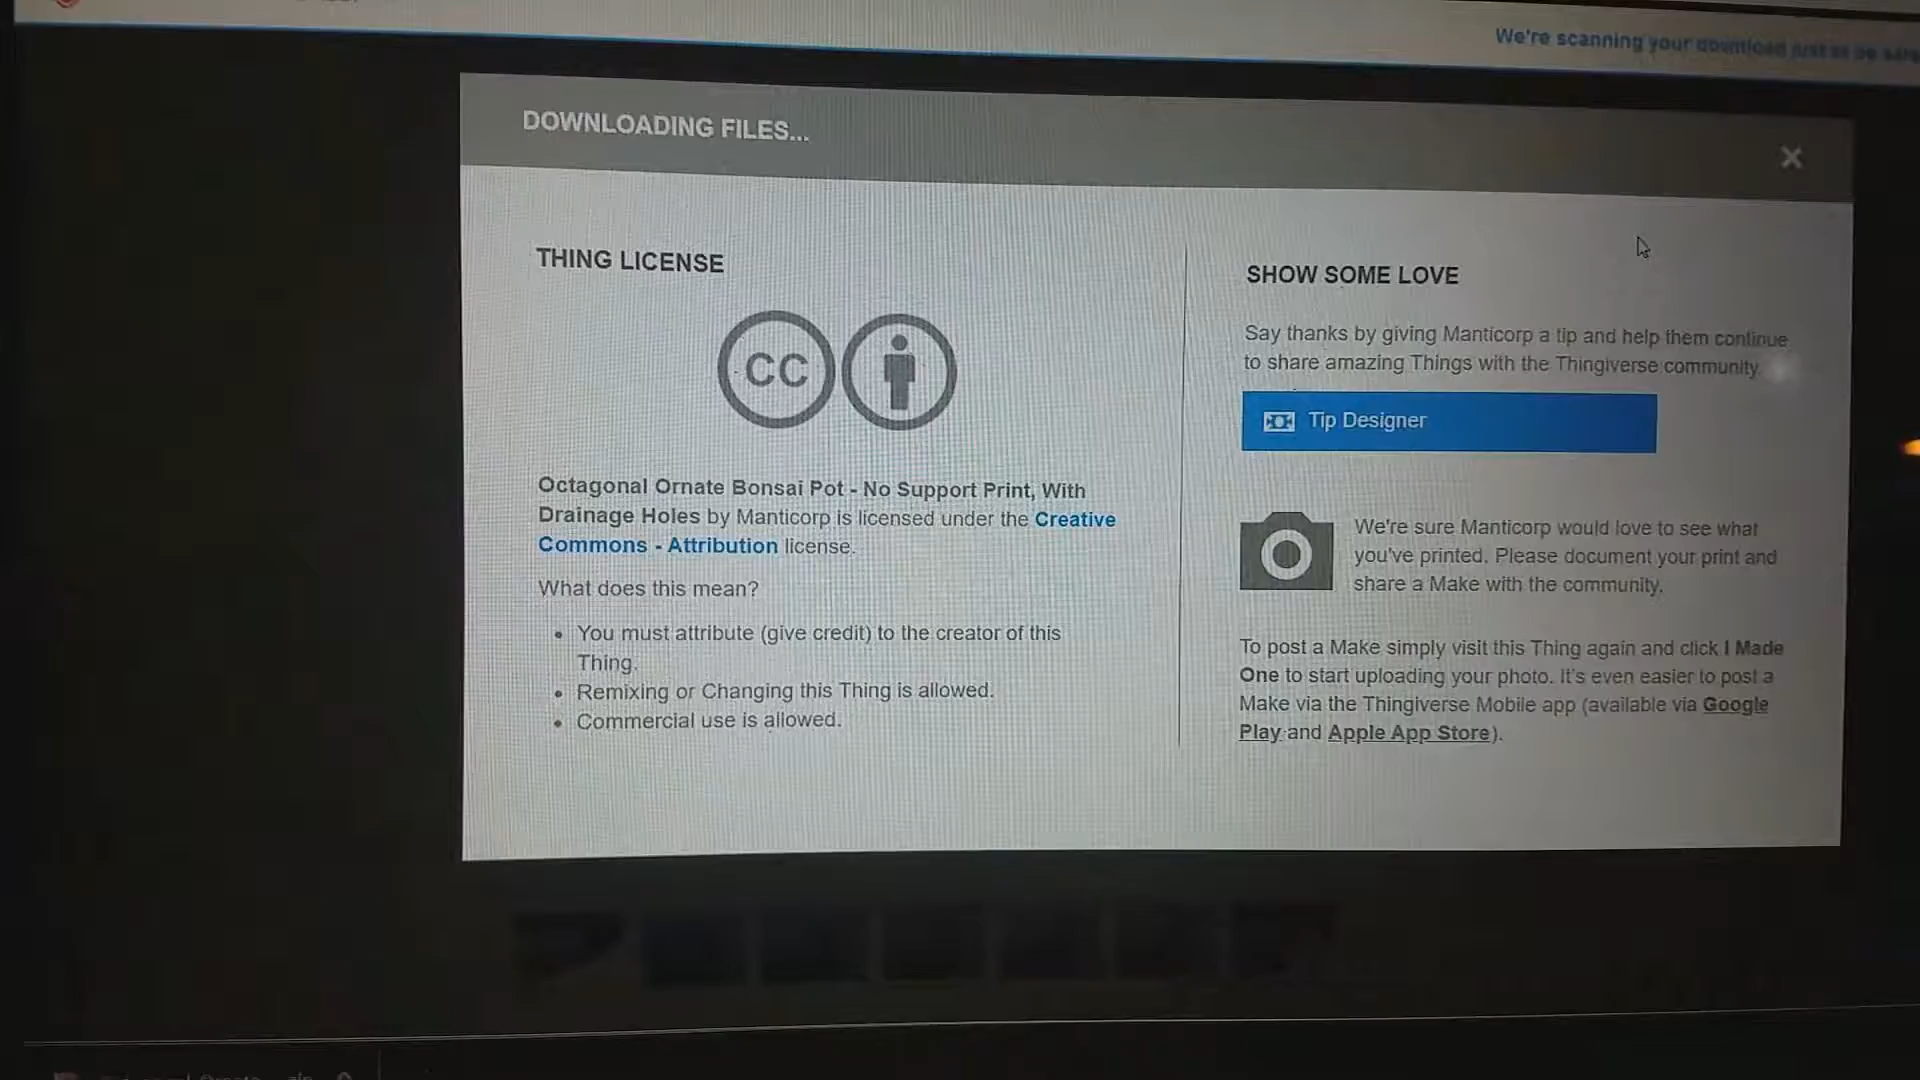 We're scanning your download just to be safe
DOWNLOADING FILES...
THING LICENSE
CC
Octagonal Ornate Bonsai Pot - No Support Print, With
Drainage Holes by Manticorp is licensed under the Creative
Commons - Attribution license.
What does this mean?
• You must attribute (give credit) to the creator of this
Thing.
• Remixing or Changing this Thing is allowed.
• Commercial use is allowed.
SHOW SOME LOVE
Say thanks by giving Manticorp a tip and help them continue
to share amazing Things with the Thingiverse community.
Tip Designer
We're sure Manticorp would love to see what
you've printed. Please document your print and
share a Make with the community.
To post a Make simply visit this Thing again and click I Made
One to start uploading your photo. It's even easier to post a
Make via the Thingiverse Mobile app (available via Google
Play and Apple App Store).